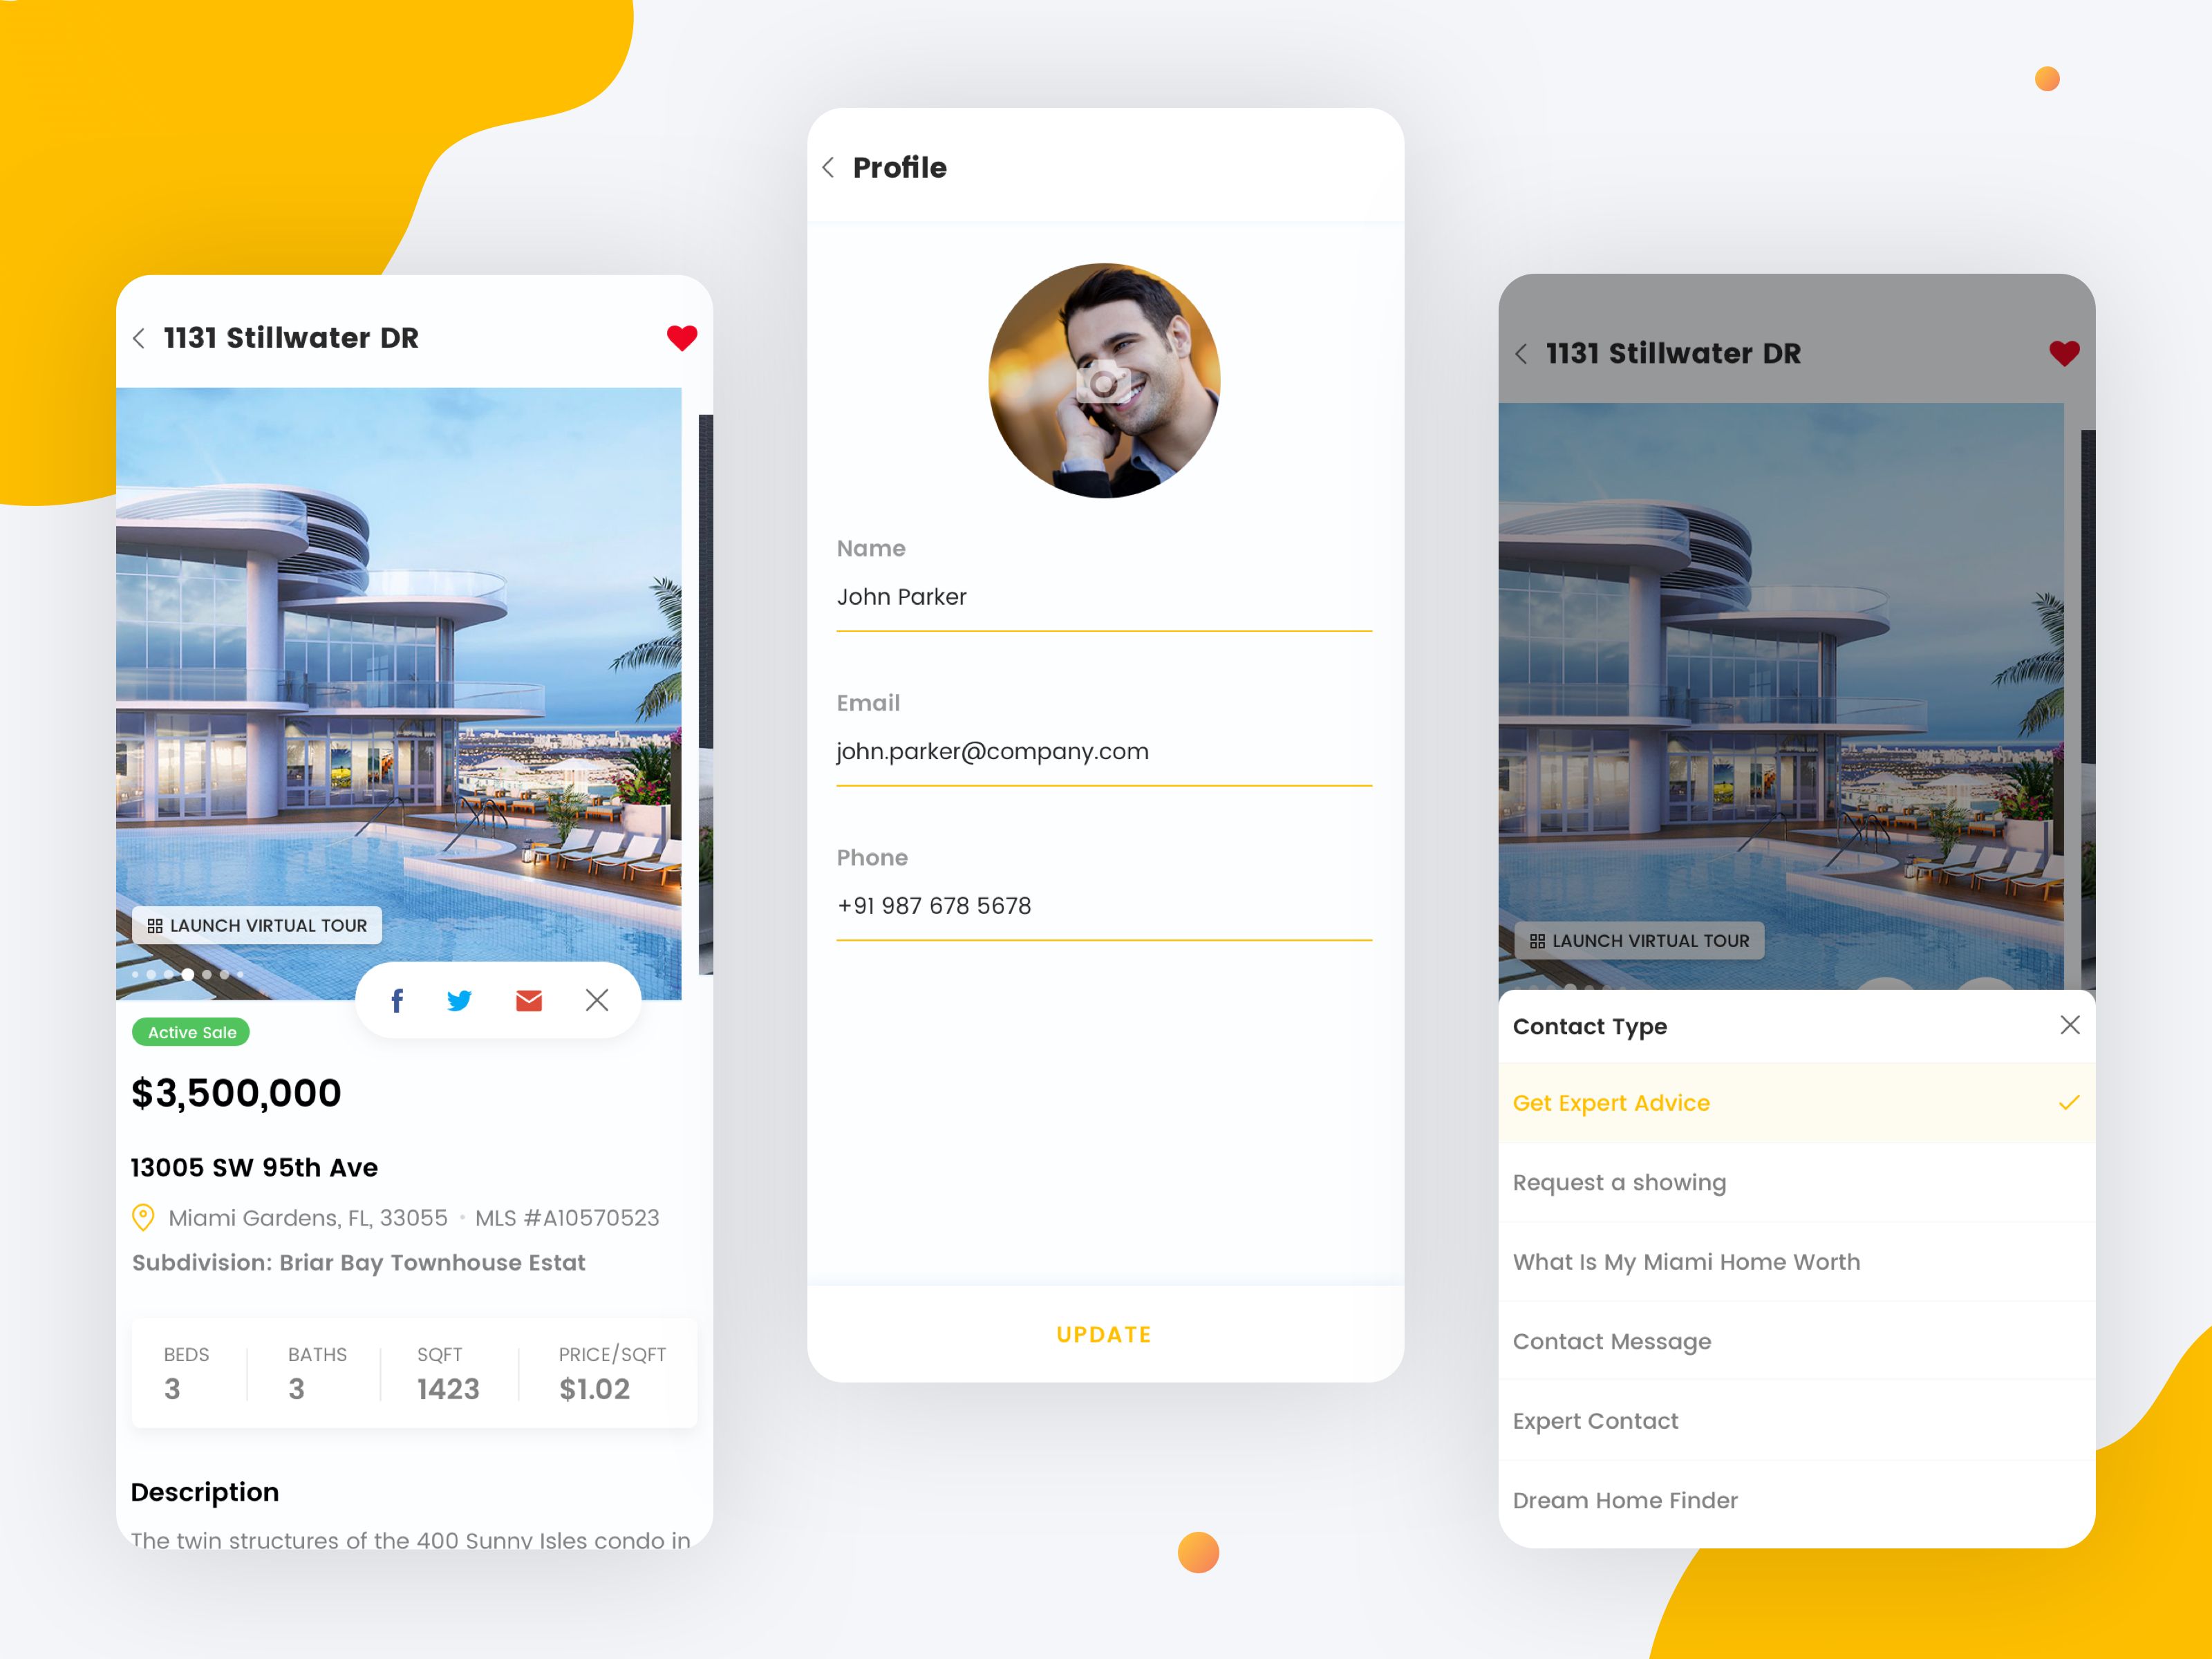 1131 Stillwater DR
LAUNCH VIRTUAL TOUR
Active Sale
$3,500,000
13005 SW 95th Ave
Miami Gardens, FL, 33055 • MLS #A10570523
Subdivision: Briar Bay Townhouse Estat
BEDS BATHS SQFT PRICE/SQFT
3 3 1423 $1.02
Description
The twin structures of the 400 Sunny Isles condo in
Profile
Name
John Parker
Email
john.parker@company.com
Phone
+91 987 678 5678
UPDATE
1131 Stillwater DR
LAUNCH VIRTUAL TOUR
Contact Type
Get Expert Advice
Request a showing
What Is My Miami Home Worth
Contact Message
Expert Contact
Dream Home Finder